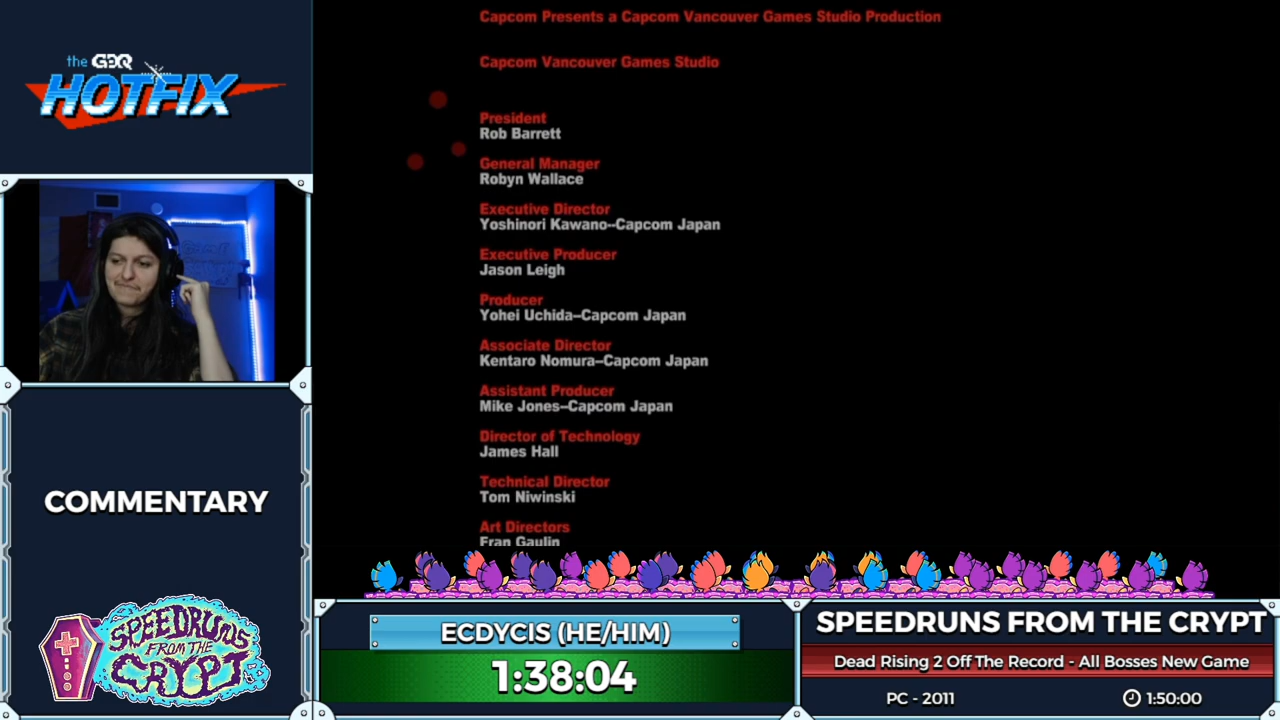 the GDQ
HOTFIX
COMMENTARY
SPEEDRUNS
FROM THE
CRYPT
Capcom Presents a Capcom Vancouver Games Studio Production
Capcom Vancouver Games Studio
President
Rob Barrett
General Manager
Robyn Wallace
Executive Director
Yoshinori Kawano--Capcom Japan
Executive Producer
Jason Leigh
Producer
Yohei Uchida--Capcom Japan
Associate Director
Kentaro Nomura--Capcom Japan
Assistant Producer
Mike Jones--Capcom Japan
Director of Technology
James Hall
Technical Director
Tom Niwinski
Art Directors
Fran Gaulin
ECDYCIS (HE/HIM)
1:38:04
SPEEDRUNS FROM THE CRYPT
Dead Rising 2 Off The Record - All Bosses New Game
PC - 2011
1:50:00